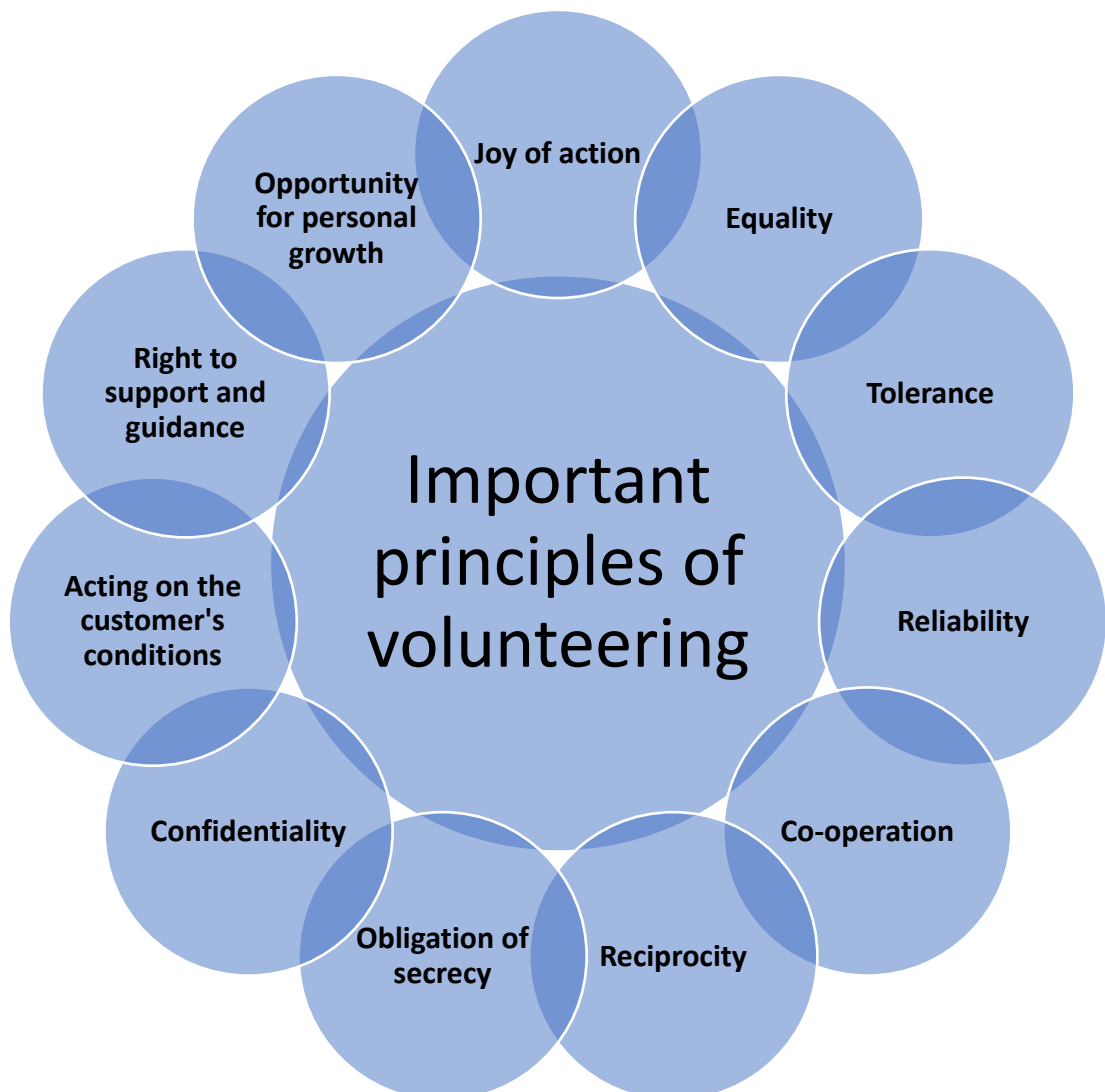 Joy of action
Equality
Tolerance
Reliability
Co-operation
Reciprocity
Obligation of
secrecy
Confidentiality
Acting on the
customer's
conditions
Right to
support and
guidance
Opportunity
for personal
growth
Important
principles of
volunteering